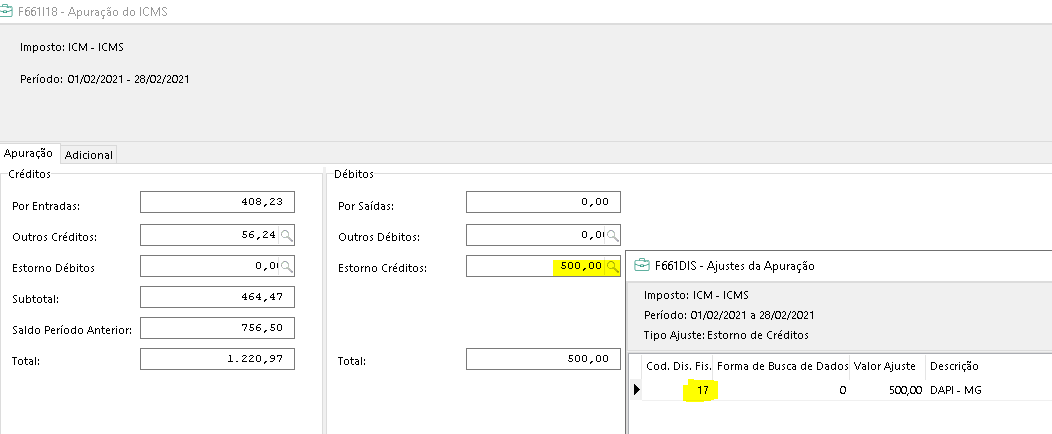 F661I18 - Apuração do ICMS
Imposto: ICM - ICMS
Período: 01/02/2021 - 28/02/2021
Apuração Adicional
Créditos
Por Entradas: 408,23
Outros Créditos: 56,24
Estorno Débitos 0,0
Subtotal: 464,47
Saldo Período Anterior: 756,50
Total: 1.220,97
Débitos
Por Saídas: 0,00
Outros Débitos: 0,0
Estorno Créditos: 500,00
Total: 500,00
F661DIS - Ajustes da Apuração
Imposto: ICM - ICMS
Período: 01/02/2021 a 28/02/2021
Tipo Ajuste: Estorno de Créditos
Cod. Dis. Fis. Forma de Busca de Dados Valor Ajuste Descrição
17 0 500,00 DAPI - MG